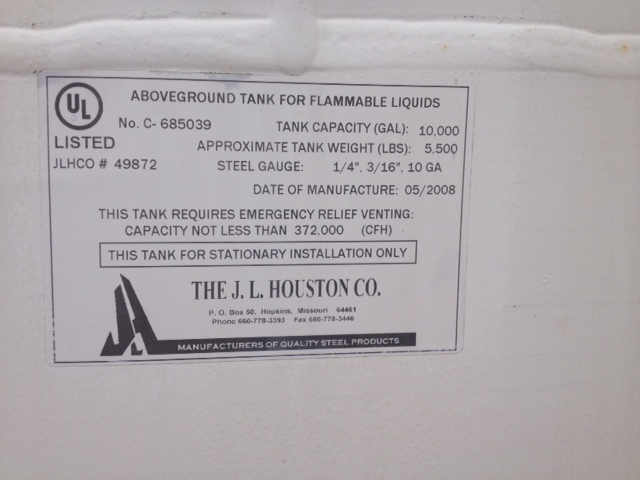 UL
ABOVEGROUND TANK FOR FLAMMABLE LIQUIDS
LISTED
No. C- 685039
TANK CAPACITY (GAL): 10,000
APPROXIMATE TANK WEIGHT (LBS): 5,500
JLHCO # 49872
STEEL GAUGE: 1/4", 3/16", 10 GA
DATE OF MANUFACTURE: 05/2008
THIS TANK REQUIRES EMERGENCY RELIEF VENTING:
CAPACITY NOT LESS THAN 372,000 (CFH)
THIS TANK FOR STATIONARY INSTALLATION ONLY
THE J. L. HOUSTON CO.
P. O. Box 50, Hopkins, Missouri 64461
Phone 660-778-3393 Fax 660-778-3446
JHL
MANUFACTURERS OF QUALITY STEEL PRODUCTS